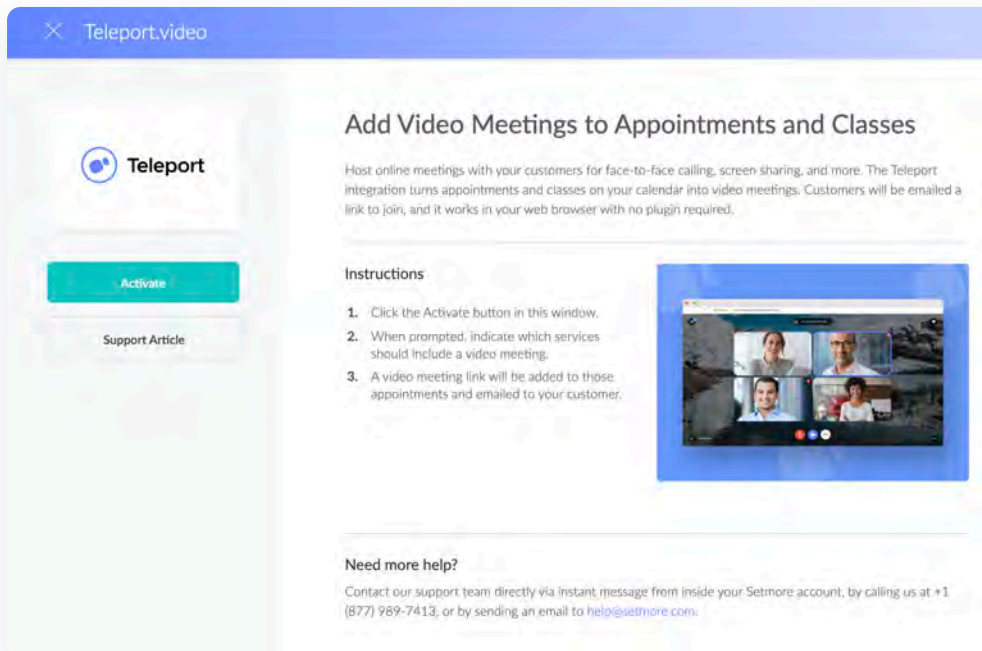 Teleport.video
Teleport
Activate
Support Article
Add Video Meetings to Appointments and Classes
Host online meetings with your customers for face-to-face calling, screen sharing, and more. The Teleport
integration turns appointments and classes on your calendar into video meetings. Customers will be emailed a
link to join, and it works in your web browser with no plugin required.
Instructions
1. Click the Activate button in this window.
2. When prompted, indicate which services
should include a video meeting.
3. A video meeting link will be added to those
appointments and emailed to your customer.
Need more help?
Contact our support team directly via instant message from inside your Setmore account, by calling us at +1
(877) 989-7413, or by sending an email to help@setmore.com.